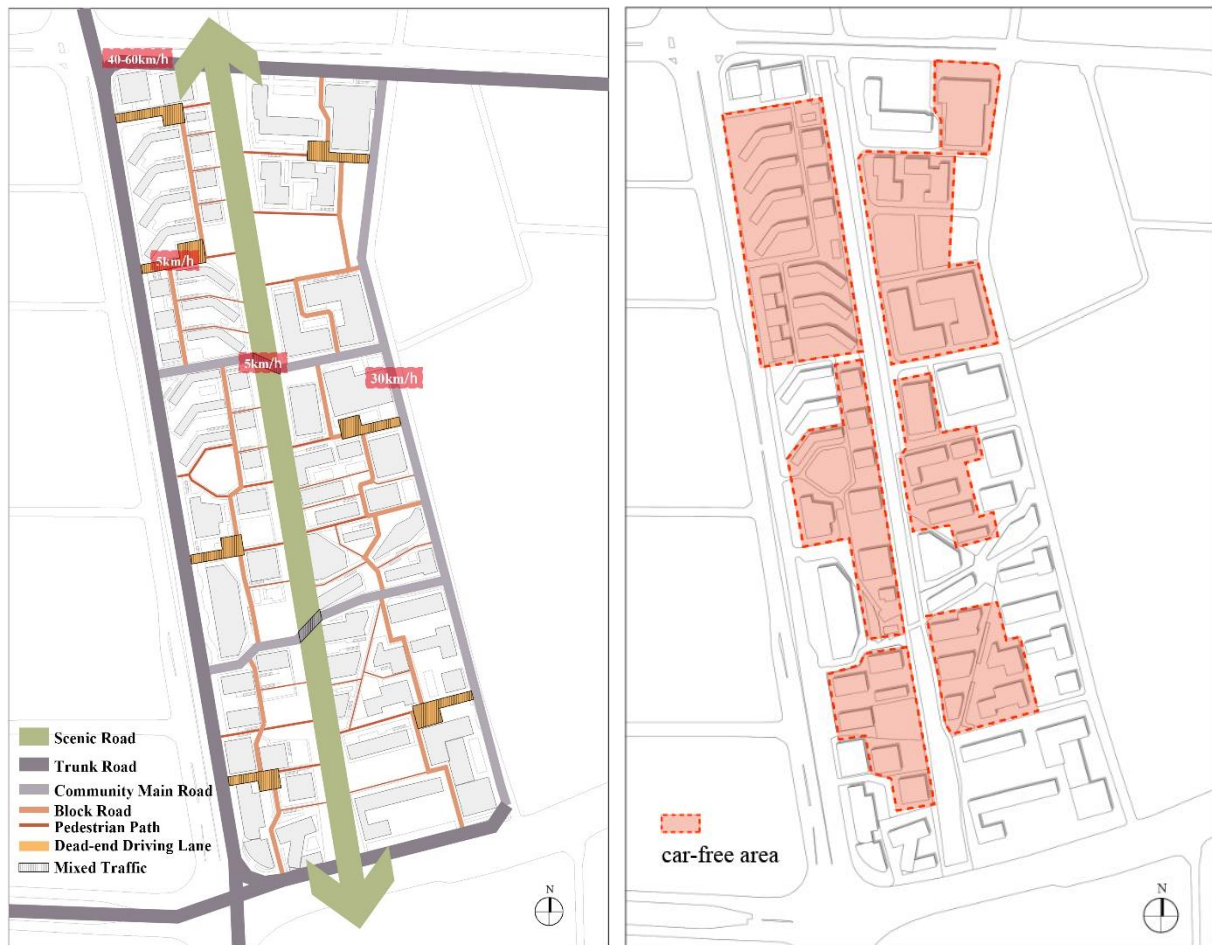 40-60km/h
5km/h
5km/h
30km/h
Scenic Road
Trunk Road
Community Main Road
Block Road
Pedestrian Path
Dead-end Driving Lane
Mixed Traffic
N
car-free area
N